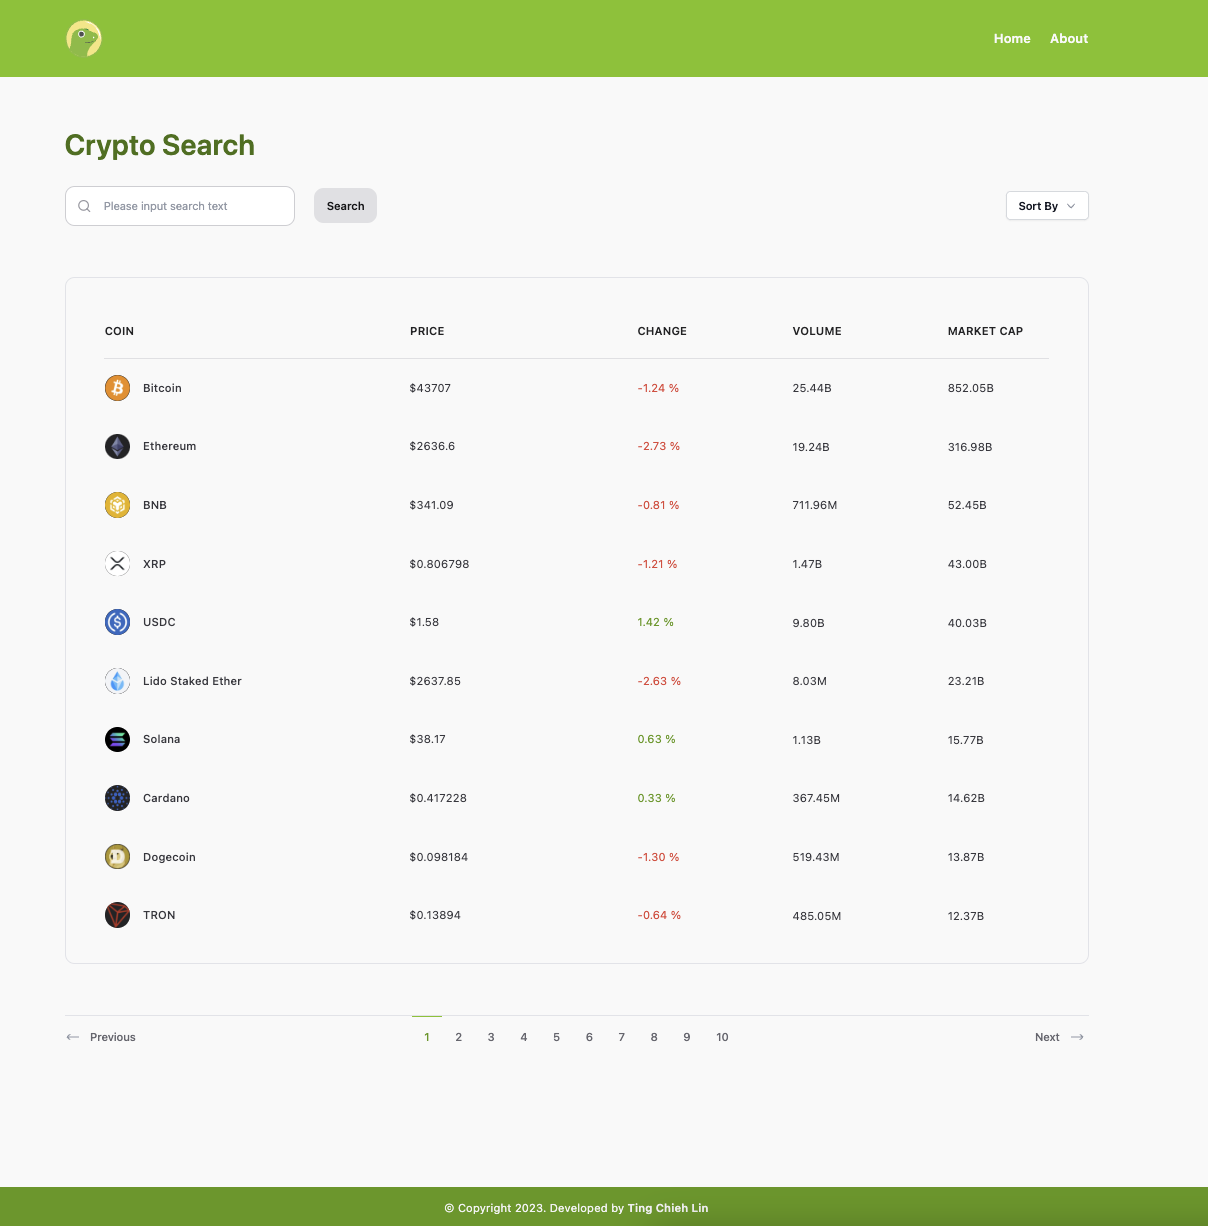 Home About
Crypto Search
Please input search text Search Sort By
COIN PRICE CHANGE VOLUME MARKET CAP
Bitcoin $43707 -1.24 % 25.44B 852.05B
Ethereum $2636.6 -2.73 % 19.24B 316.98B
BNB $341.09 -0.81 % 711.96M 52.45B
XRP $0.806798 -1.21 % 1.47B 43.00B
USDC $1.58 1.42 % 9.80B 40.03B
Lido Staked Ether $2637.85 -2.63 % 8.03M 23.21B
Solana $38.17 0.63 % 1.13B 15.77B
Cardano $0.417228 0.33 % 367.45M 14.62B
Dogecoin $0.098184 -1.30 % 519.43M 13.87B
TRON $0.13894 -0.64 % 485.05M 12.37B
Previous 1 2 3 4 5 6 7 8 9 10 Next
© Copyright 2023. Developed by Ting Chieh Lin